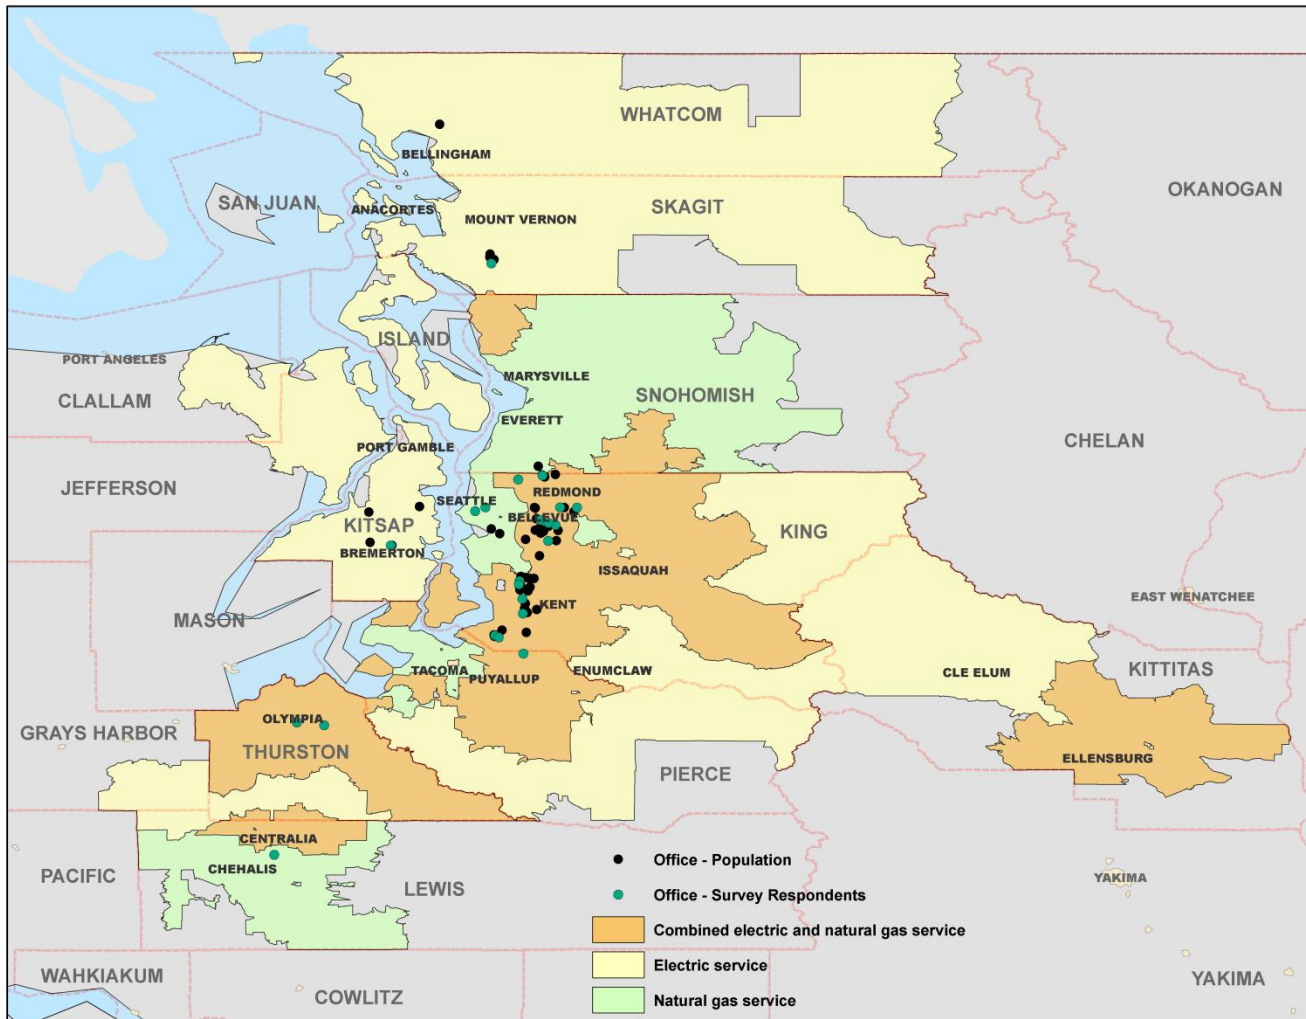 WHATCOM
BELLINGHAM
OKANOGAN
SAN JUAN
ANACORTES
SKAGIT
MOUNT VERNON
ISLAND
PORT ANGELES
MARYSVILLE
CLALLAM
SNOHOMISH
EVERETT
CHELAN
PORT GAMBLE
JEFFERSON
SEATTLE
REDMOND
BELLEVUE
KITSAP
KING
BREMERTON
ISSAQUAH
EAST WENATCHEE
KENT
MASON
TACOMA
PUYALLUP
ENUMCLAW
CLE ELUM
KITTITAS
OLYMPIA
GRAYS HARBOR
THURSTON
ELLENSBURG
PIERCE
CENTRALIA
CHEHALIS
PACIFIC
LEWIS
YAKIMA
Office - Population
Office - Survey Respondents
Combined electric and natural gas service
Electric service
Natural gas service
WAHKIAKUM
COWLITZ
YAKIMA